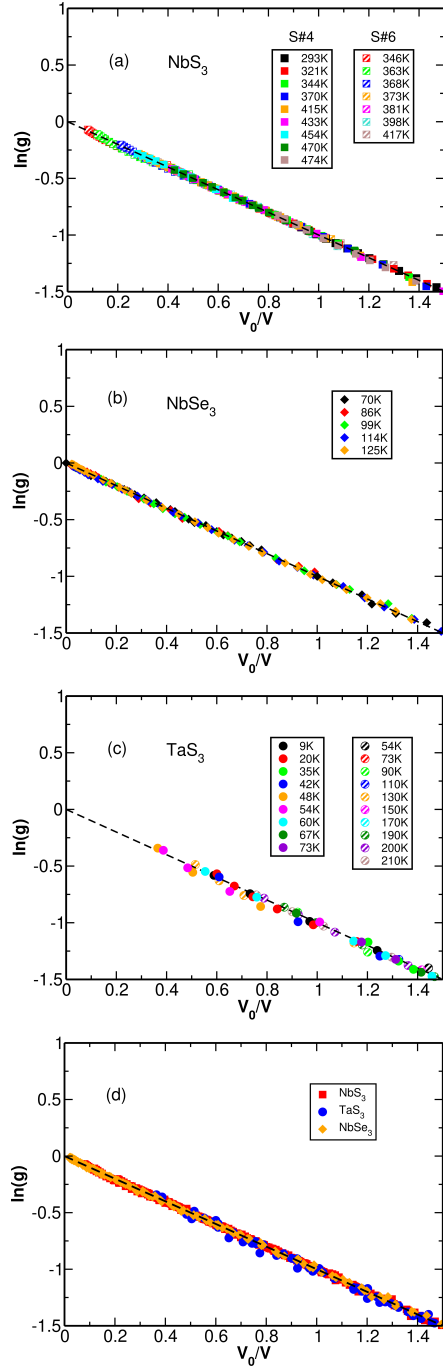 S#4 S#6
(a) NbS3
293K 346K
321K 363K
344K 368K
370K 373K
415K 381K
433K 398K
454K 417K
470K
474K
1
0.5
0
-0.5
-1
-1.5
ln(g)
0 0.2 0.4 0.6 0.8 1 1.2 1.4
V0/V
(b) NbSe3
70K
86K
99K
114K
125K
1
0.5
0
-0.5
-1
-1.5
ln(g)
0 0.2 0.4 0.6 0.8 1 1.2 1.4
V0/V
(c) TaS3
9K 54K
20K 73K
35K 90K
42K 110K
48K 130K
54K 150K
60K 170K
67K 190K
73K 200K
210K
1
0.5
0
-0.5
-1
-1.5
ln(g)
0 0.2 0.4 0.6 0.8 1 1.2 1.4
V0/V
(d)
NbS3
TaS3
NbSe3
1
0.5
0
-0.5
-1
-1.5
ln(g)
0 0.2 0.4 0.6 0.8 1 1.2 1.4
V0/V